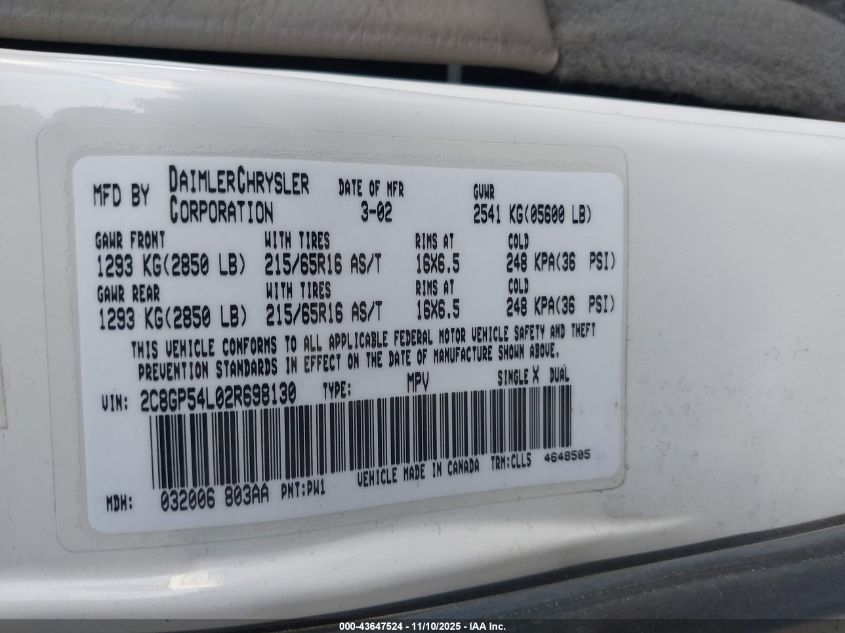 MFD BY DAIMLERCHRYSLER CORPORATION DATE OF MFR 3-02 GVWR 2541 KG(05600 LB)
GAWR FRONT WITH TIRES RIMS AT COLD
1293 KG(2850 LB) 215/65R16 AS/T 16X6.5 248 KPA(36 PSI)
GAWR REAR WITH TIRES RIMS AT COLD
1293 KG(2850 LB) 215/65R16 AS/T 16X6.5 248 KPA(36 PSI)
THIS VEHICLE CONFORMS TO ALL APPLICABLE FEDERAL MOTOR VEHICLE SAFETY AND THEFT
PREVENTION STANDARDS IN EFFECT ON THE DATE OF MANUFACTURE SHOWN ABOVE.
VIN: 2C8GP54L02R698130 TYPE: MPV SINGLE X DUAL
MDH: 032006 803AA PNT:PW1 VEHICLE MADE IN CANADA TRM:CLL5 4648505
000-43647524 - 11/10/2025 - IAA Inc.